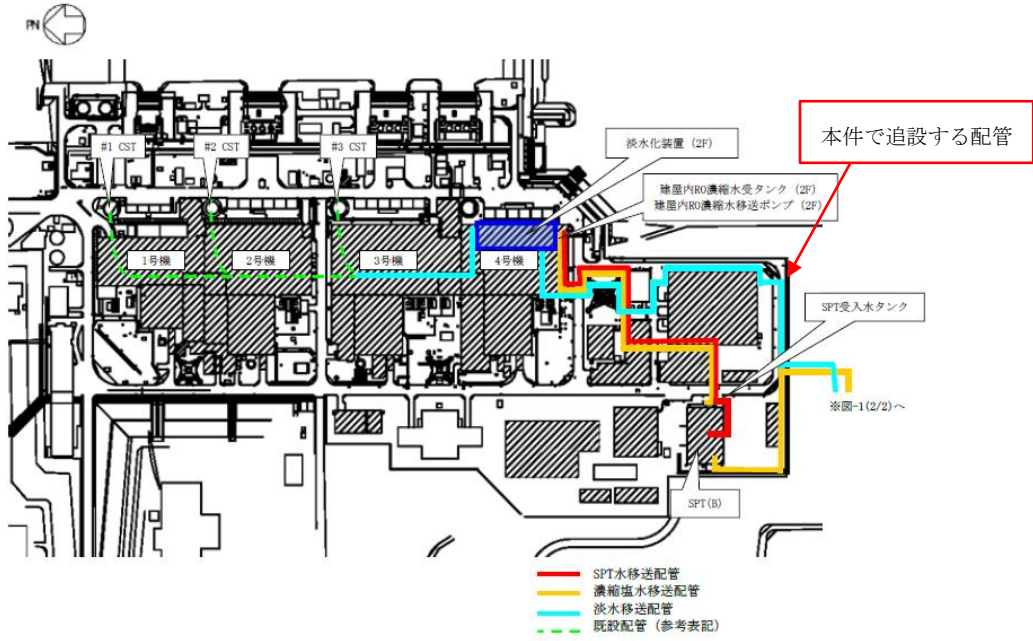 PN
本件で追設する配管
#1 CST
#2 CST
#3 CST
淡水化装置 (2F)
建屋内RO濃縮水受タンク (2F)
建屋内RO濃縮水移送ポンプ (2F)
1号機
2号機
3号機
4号機
SPT受入水タンク
※図-1(2/2)へ
SPT(B)
SPT水移送配管
濃縮塩水移送配管
淡水移送配管
既設配管 (参考表記)